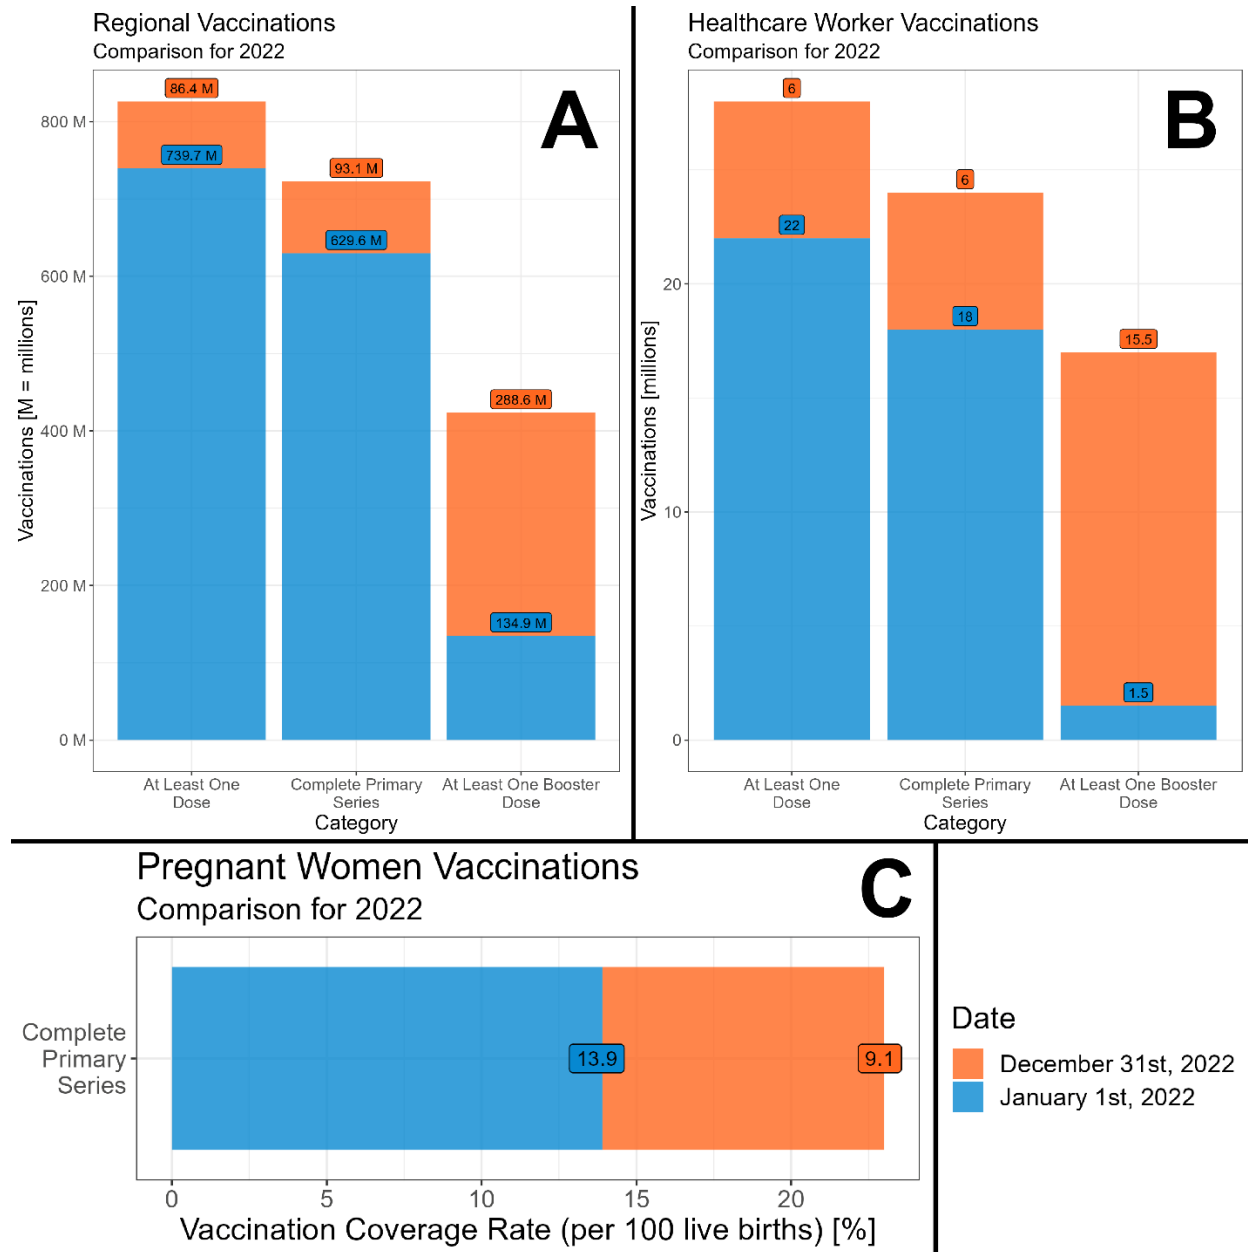 Regional Vaccinations
Comparison for 2022
A
86.4 M
739.7 M
93.1 M
629.6 M
288.6 M
134.9 M
800 M
600 M
400 M
200 M
0 M
Vaccinations [M = millions]
At Least One
Dose
Complete Primary
Series
At Least One Booster
Dose
Category
Healthcare Worker Vaccinations
Comparison for 2022
B
6
22
6
18
15.5
1.5
20
10
0
Vaccinations [millions]
At Least One
Dose
Complete Primary
Series
At Least One Booster
Dose
Category
Pregnant Women Vaccinations
Comparison for 2022
C
Complete
Primary
Series
13.9
9.1
0
5
10
15
20
Vaccination Coverage Rate (per 100 live births) [%]
Date
December 31st, 2022
January 1st, 2022